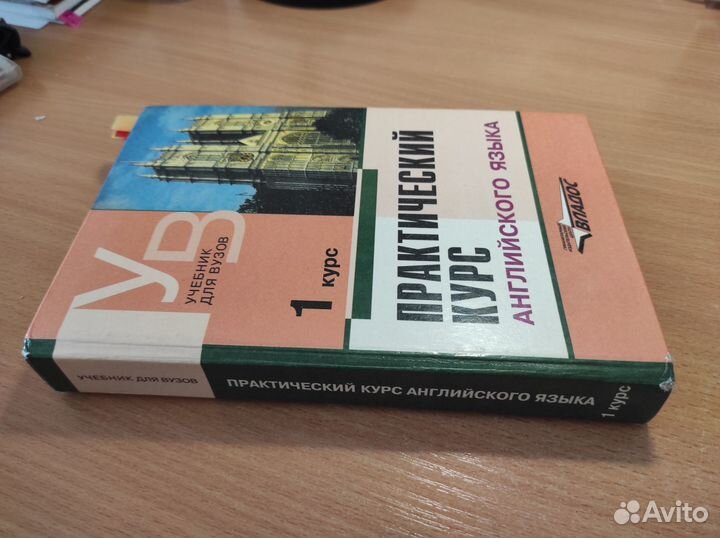 УВ
УЧЕБНИК
ДЛЯ ВУЗОВ
1 курс
ПРАКТИЧЕСКИЙ
КУРС
АНГЛИЙСКОГО ЯЗЫКА
ВЛАДОС
УЧЕБНИК ДЛЯ ВУЗОВ
ПРАКТИЧЕСКИЙ КУРС АНГЛИЙСКОГО ЯЗЫКА
1 курс
Avito